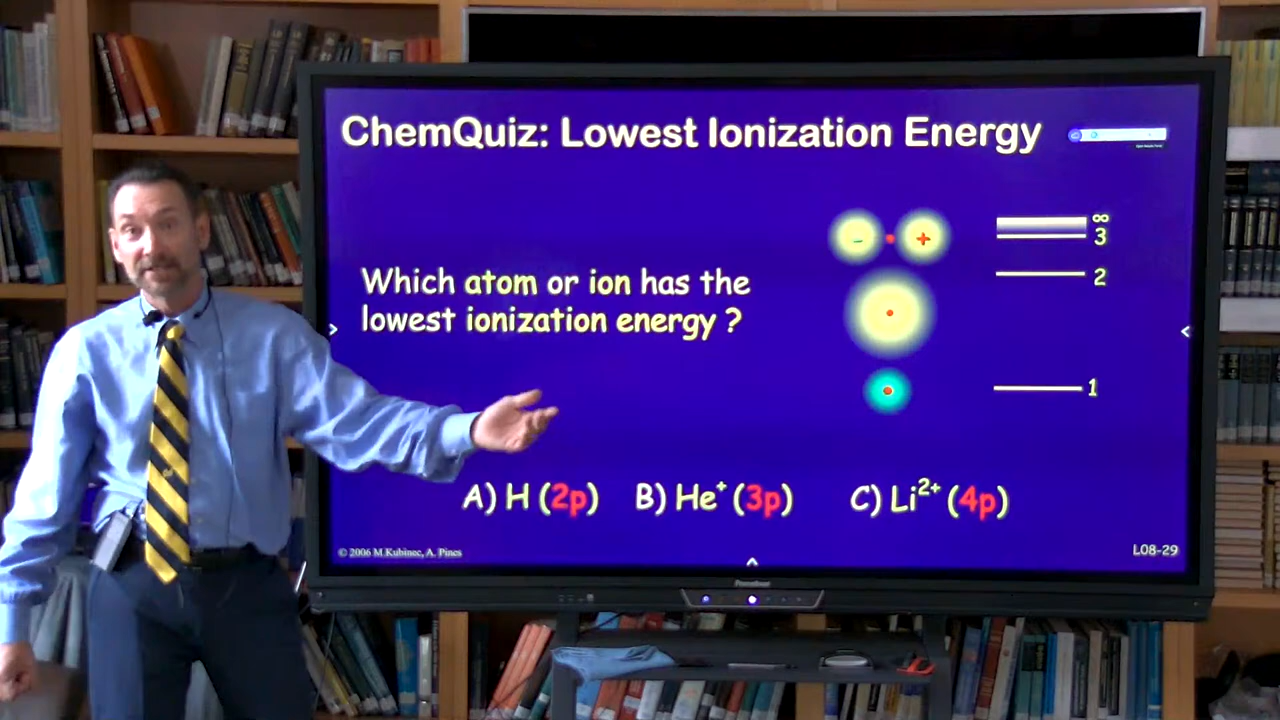 ChemQuiz: Lowest Ionization Energy
∞
3
- +
2
Which atom or ion has the
lowest ionization energy ?
1
A) H (2p) B) He⁺ (3p) C) Li²⁺ (4p)
© 2006 M.Kubinec, A. Pines
L08-29